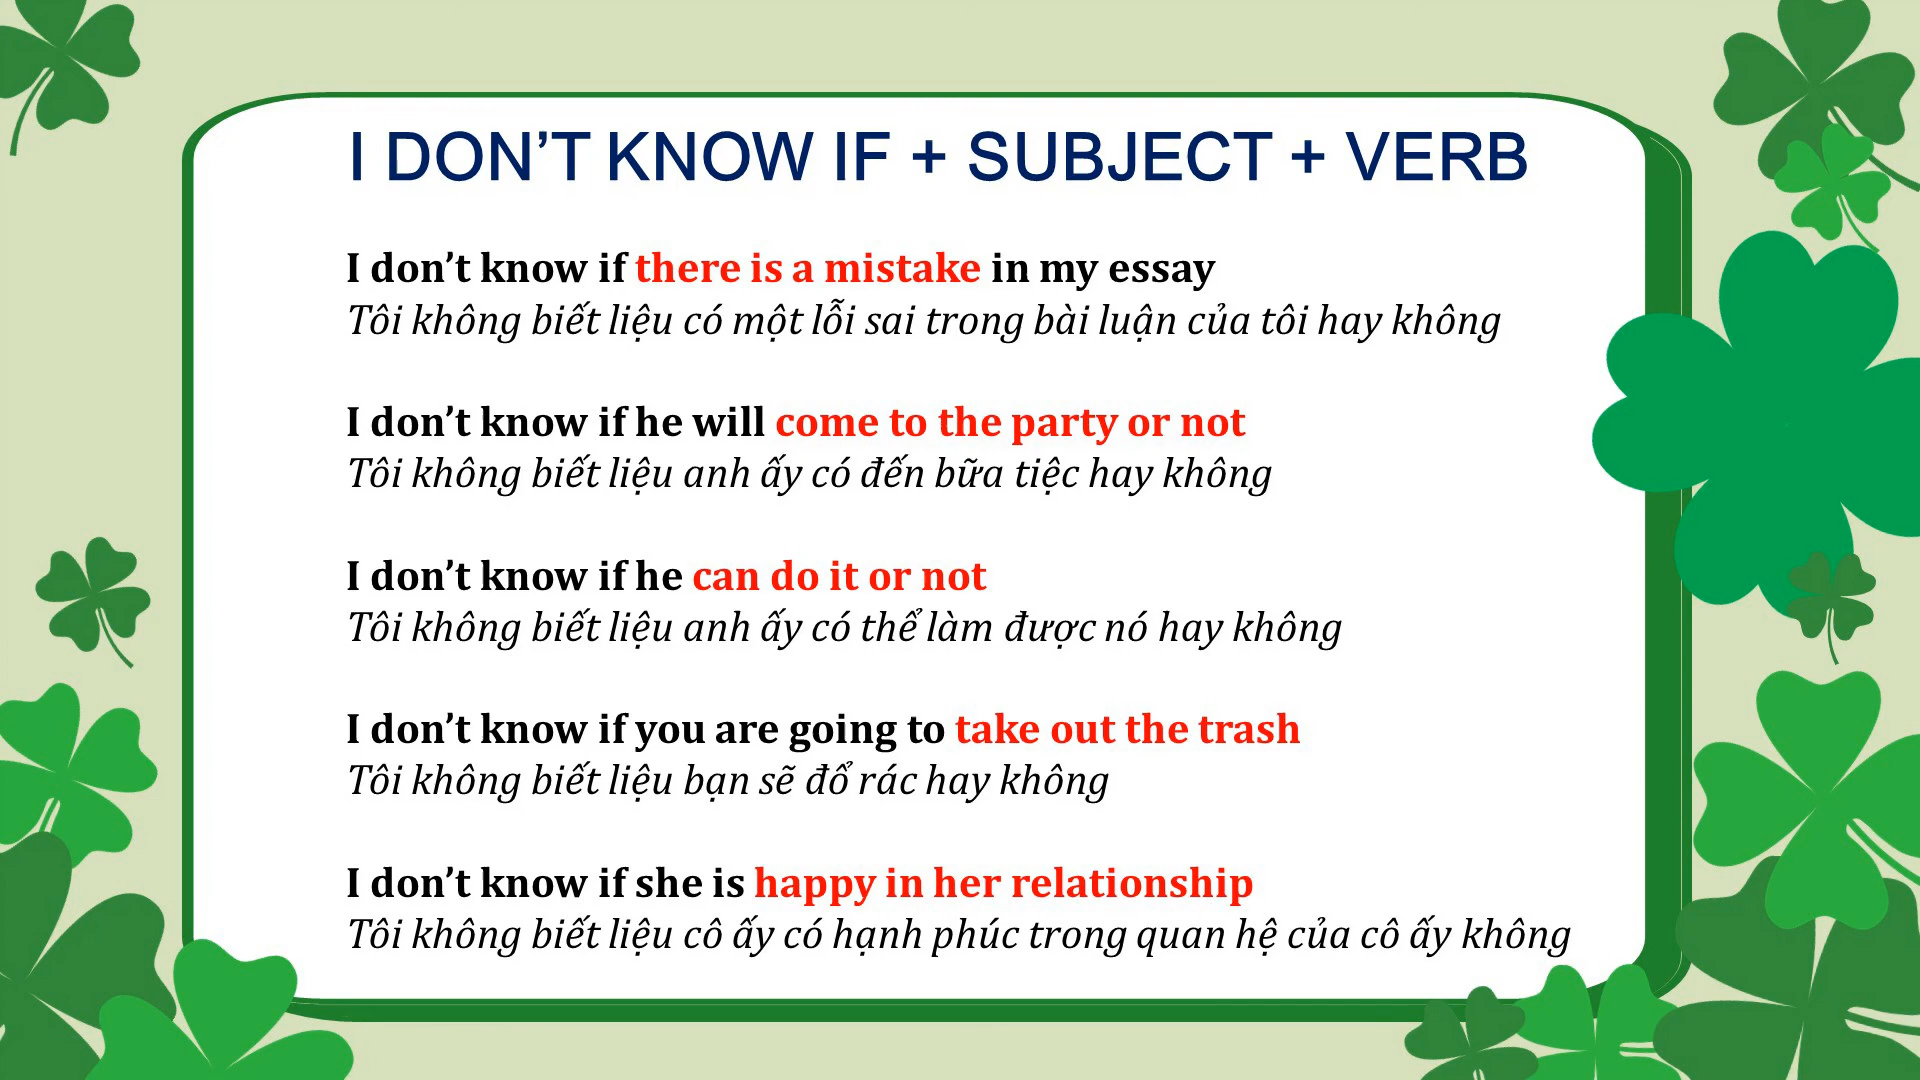 I DON’T KNOW IF + SUBJECT + VERB
I don’t know if there is a mistake in my essay
Tôi không biết liệu có một lỗi sai trong bài luận của tôi hay không
I don’t know if he will come to the party or not
Tôi không biết liệu anh ấy có đến bữa tiệc hay không
I don’t know if he can do it or not
Tôi không biết liệu anh ấy có thể làm được nó hay không
I don’t know if you are going to take out the trash
Tôi không biết liệu bạn sẽ đổ rác hay không
I don’t know if she is happy in her relationship
Tôi không biết liệu cô ấy có hạnh phúc trong quan hệ của cô ấy không